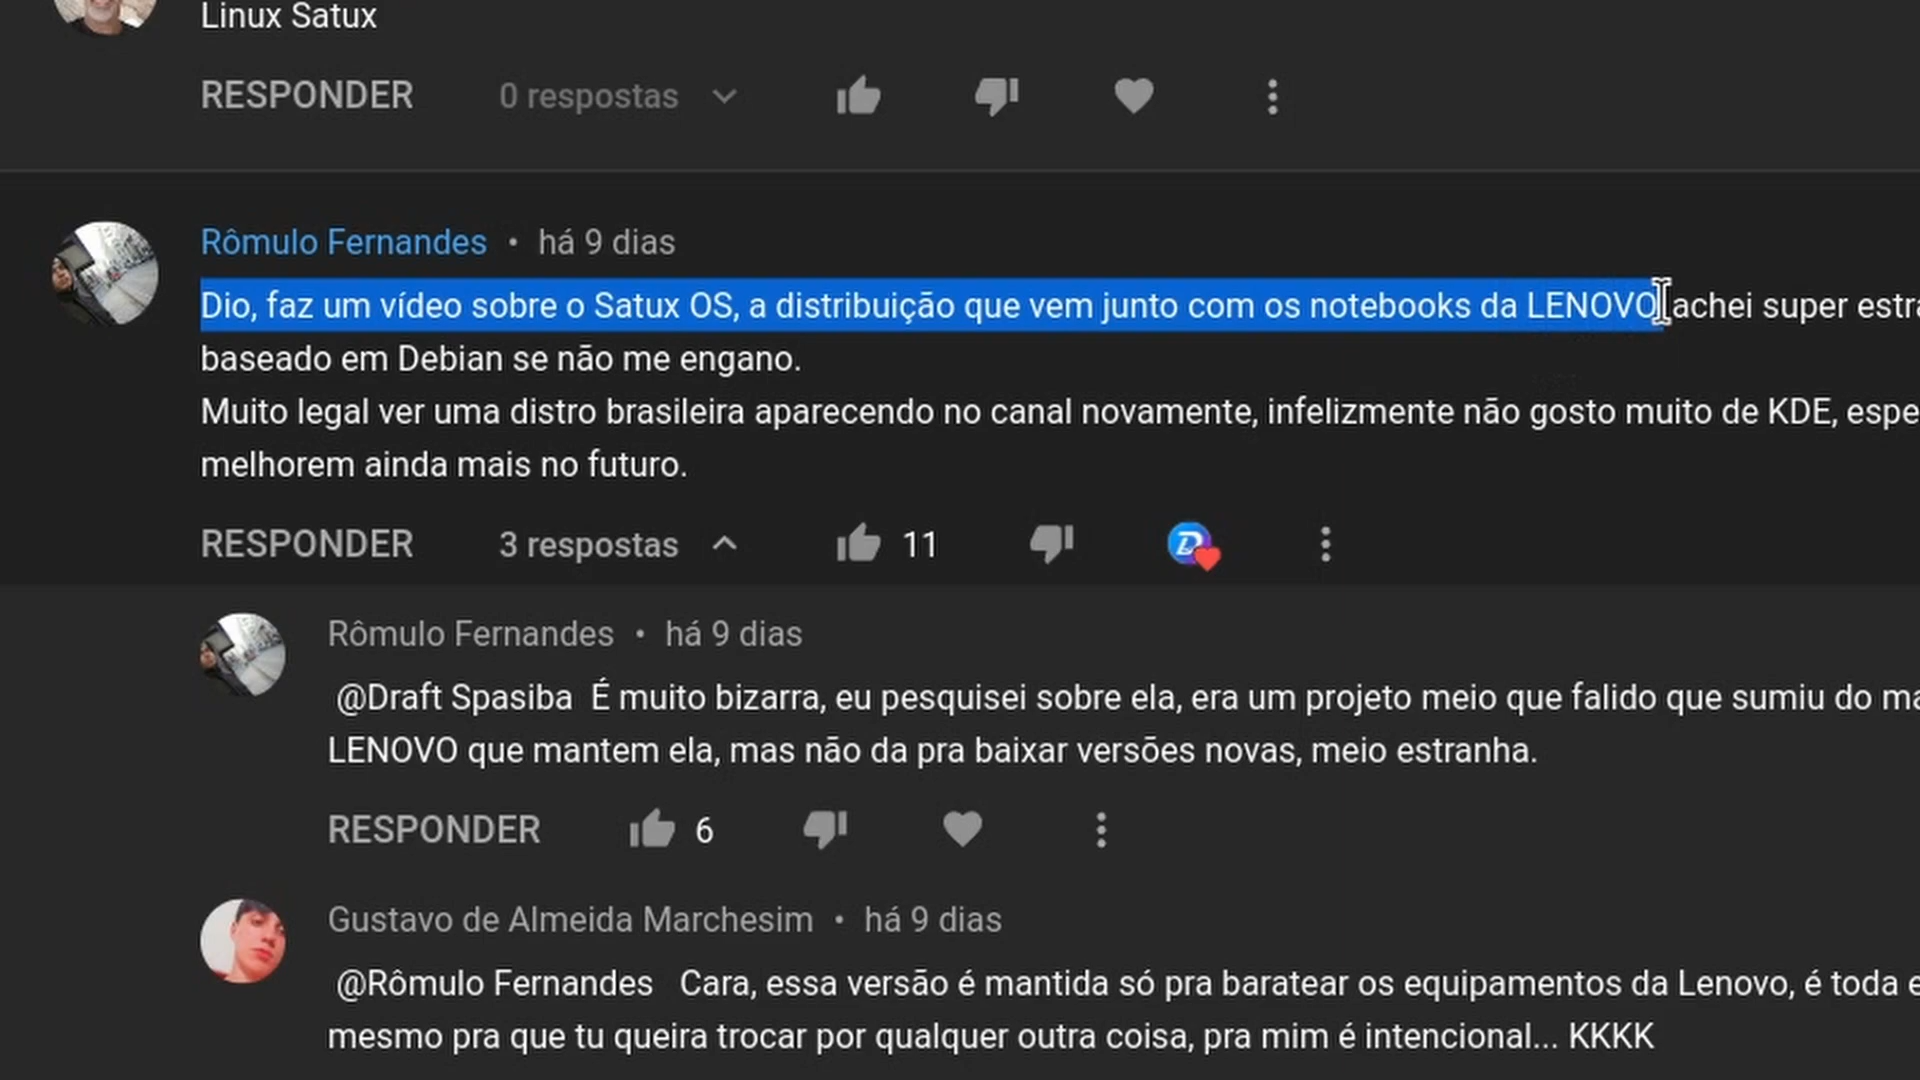 Linux Satux
RESPONDER 0 respostas
Rômulo Fernandes • há 9 dias
Dio, faz um vídeo sobre o Satux OS, a distribuição que vem junto com os notebooks da LENOVO achei super
baseado em Debian se não me engano.
Muito legal ver uma distro brasileira aparecendo no canal novamente, infelizmente não gosto muito de KDE,
melhorem ainda mais no futuro.
RESPONDER 3 respostas 11
D
Rômulo Fernandes • há 9 dias
@Draft Spasiba É muito bizarra, eu pesquisei sobre ela, era um projeto meio que falido que sumiu do
LENOVO que mantem ela, mas não da pra baixar versões novas, meio estranha.
RESPONDER 6
Gustavo de Almeida Marchesim • há 9 dias
@Rômulo Fernandes Cara, essa versão é mantida só pra baratear os equipamentos da Lenovo, é toda
mesmo pra que tu queira trocar por qualquer outra coisa, pra mim é intencional... KKKK